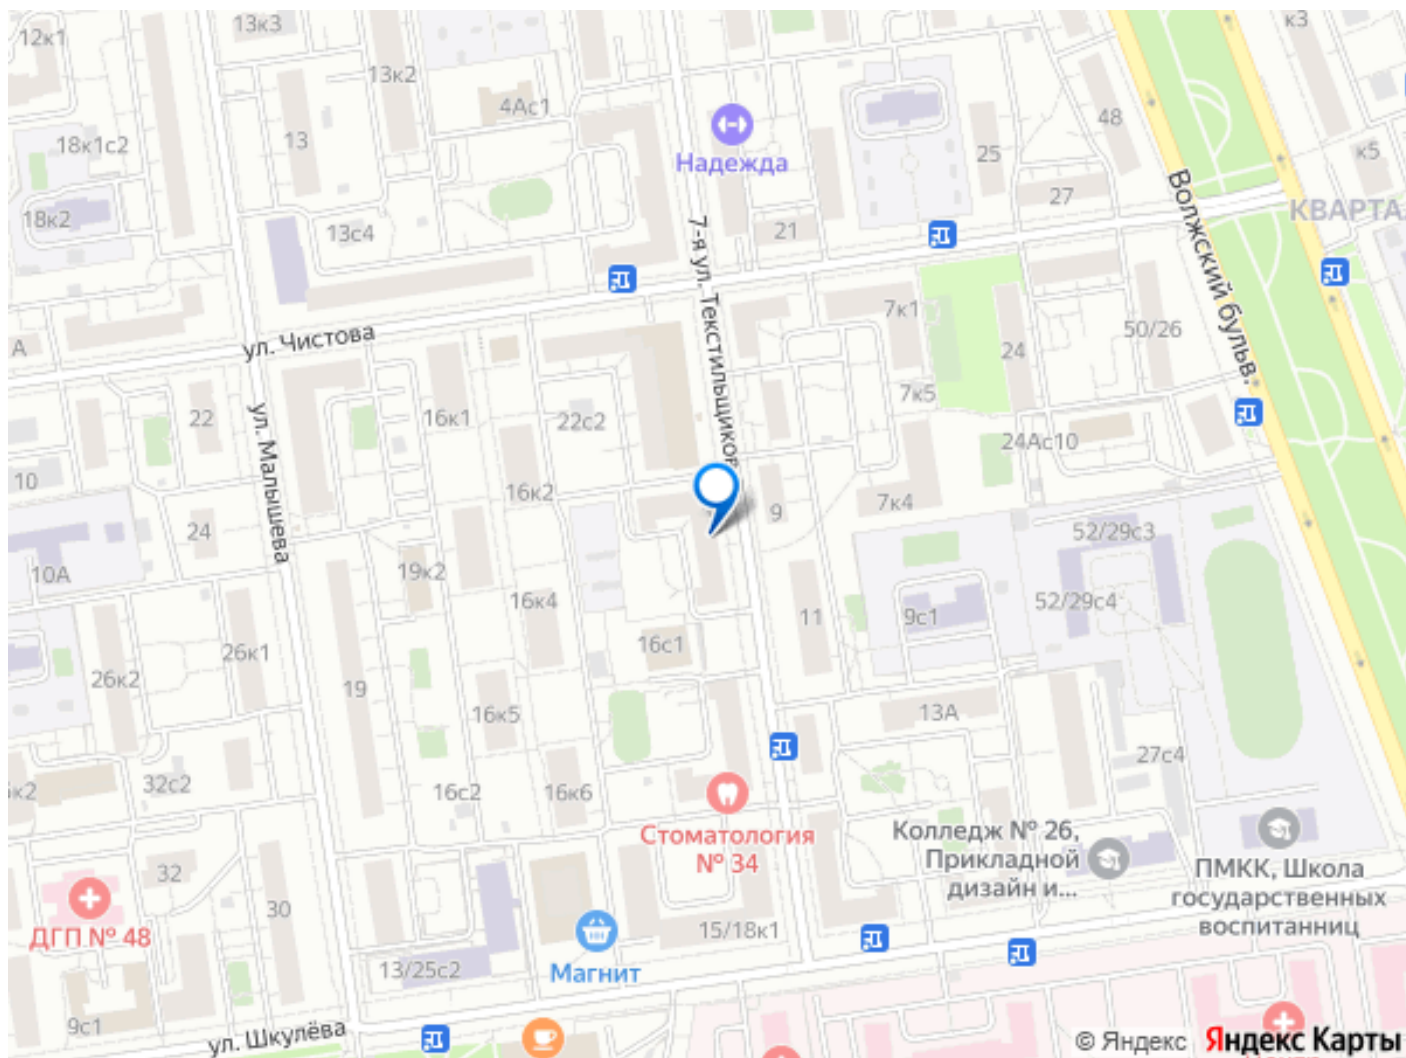 12к1
13к3
к3
13к2
4Ас1
48
18к1с2
13
Надежда
25
к5
27
18к2
13с4
21
КВАРТА
Волжский бульв.
7-я ул. Текстильщиков
ул. Чистова
А
7к1
50/26
24
22
16к1
22с2
7к5
24Ас10
ул. Малышева
10
16к2
9
7к4
24
52/29с3
10А
19к2
16к4
11
9с1
52/29с4
26к1
16с1
26к2
19
16к5
13А
27с4
к2
32с2
16с2
16к6
Стоматология
№ 34
Колледж № 26,
Прикладной
дизайн и...
ПМКК, Школа
государственных
воспитанниц
32
30
ДГП № 48
15/18к1
13/25с2
Магнит
9с1
ул. Шкулёва
© Яндекс Яндекс Карты